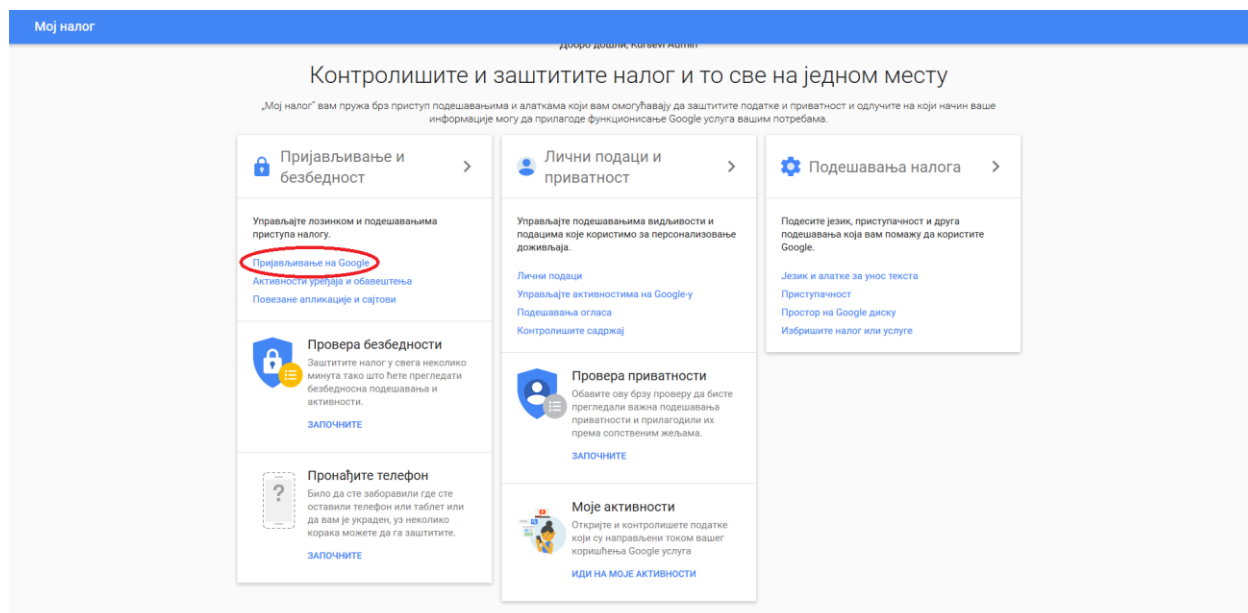 Мој налог
Добро дошли, Kursevi Admin
Контролишите и заштитите налог и то све на једном месту
„Мој налог“ вам пружа брз приступ подешавањима и алаткама који вам омогућавају да заштитите податке и приватност и одлучите на који начин ваше
информације могу да прилагоде функционисање Google услуга вашим потребама.
Пријављивање и
безбедност
Управљајте лозинком и подешавањима
приступа налогу.
Пријављивање на Google
Активности уређаја и обавештења
Повезане апликације и сајтови
Провера безбедности
Заштитите налог у свега неколико
минута тако што ћете прегледати
безбедносна подешавања и
активности.
ЗАПОЧНИТЕ
Пронађите телефон
Било да сте заборавили где сте
оставили телефон или таблет или
да вам је украден, уз неколико
корака можете да га заштитите.
ЗАПОЧНИТЕ
Лични подаци и
приватност
Управљајте подешавањима видљивости и
подацима које користимо за персонализовање
доживљаја.
Лични подаци
Управљајте активностима на Google-у
Подешавања огласа
Контролишите садржај
Провера приватности
Обавите ову брзу проверу да бисте
прегледали важна подешавања
приватности и прилагодили их
према сопственим жељама.
ЗАПОЧНИТЕ
Моје активности
Откријте и контролишете податке
који су направљени током вашег
коришћења Google услуга
ИДИ НА МОЈЕ АКТИВНОСТИ
Подешавања налога
Подесите језик, приступачност и друга
подешавања која вам помажу да користите
Google.
Језик и алатке за унос текста
Приступачност
Простор на Google диску
Избришите налог или услуге